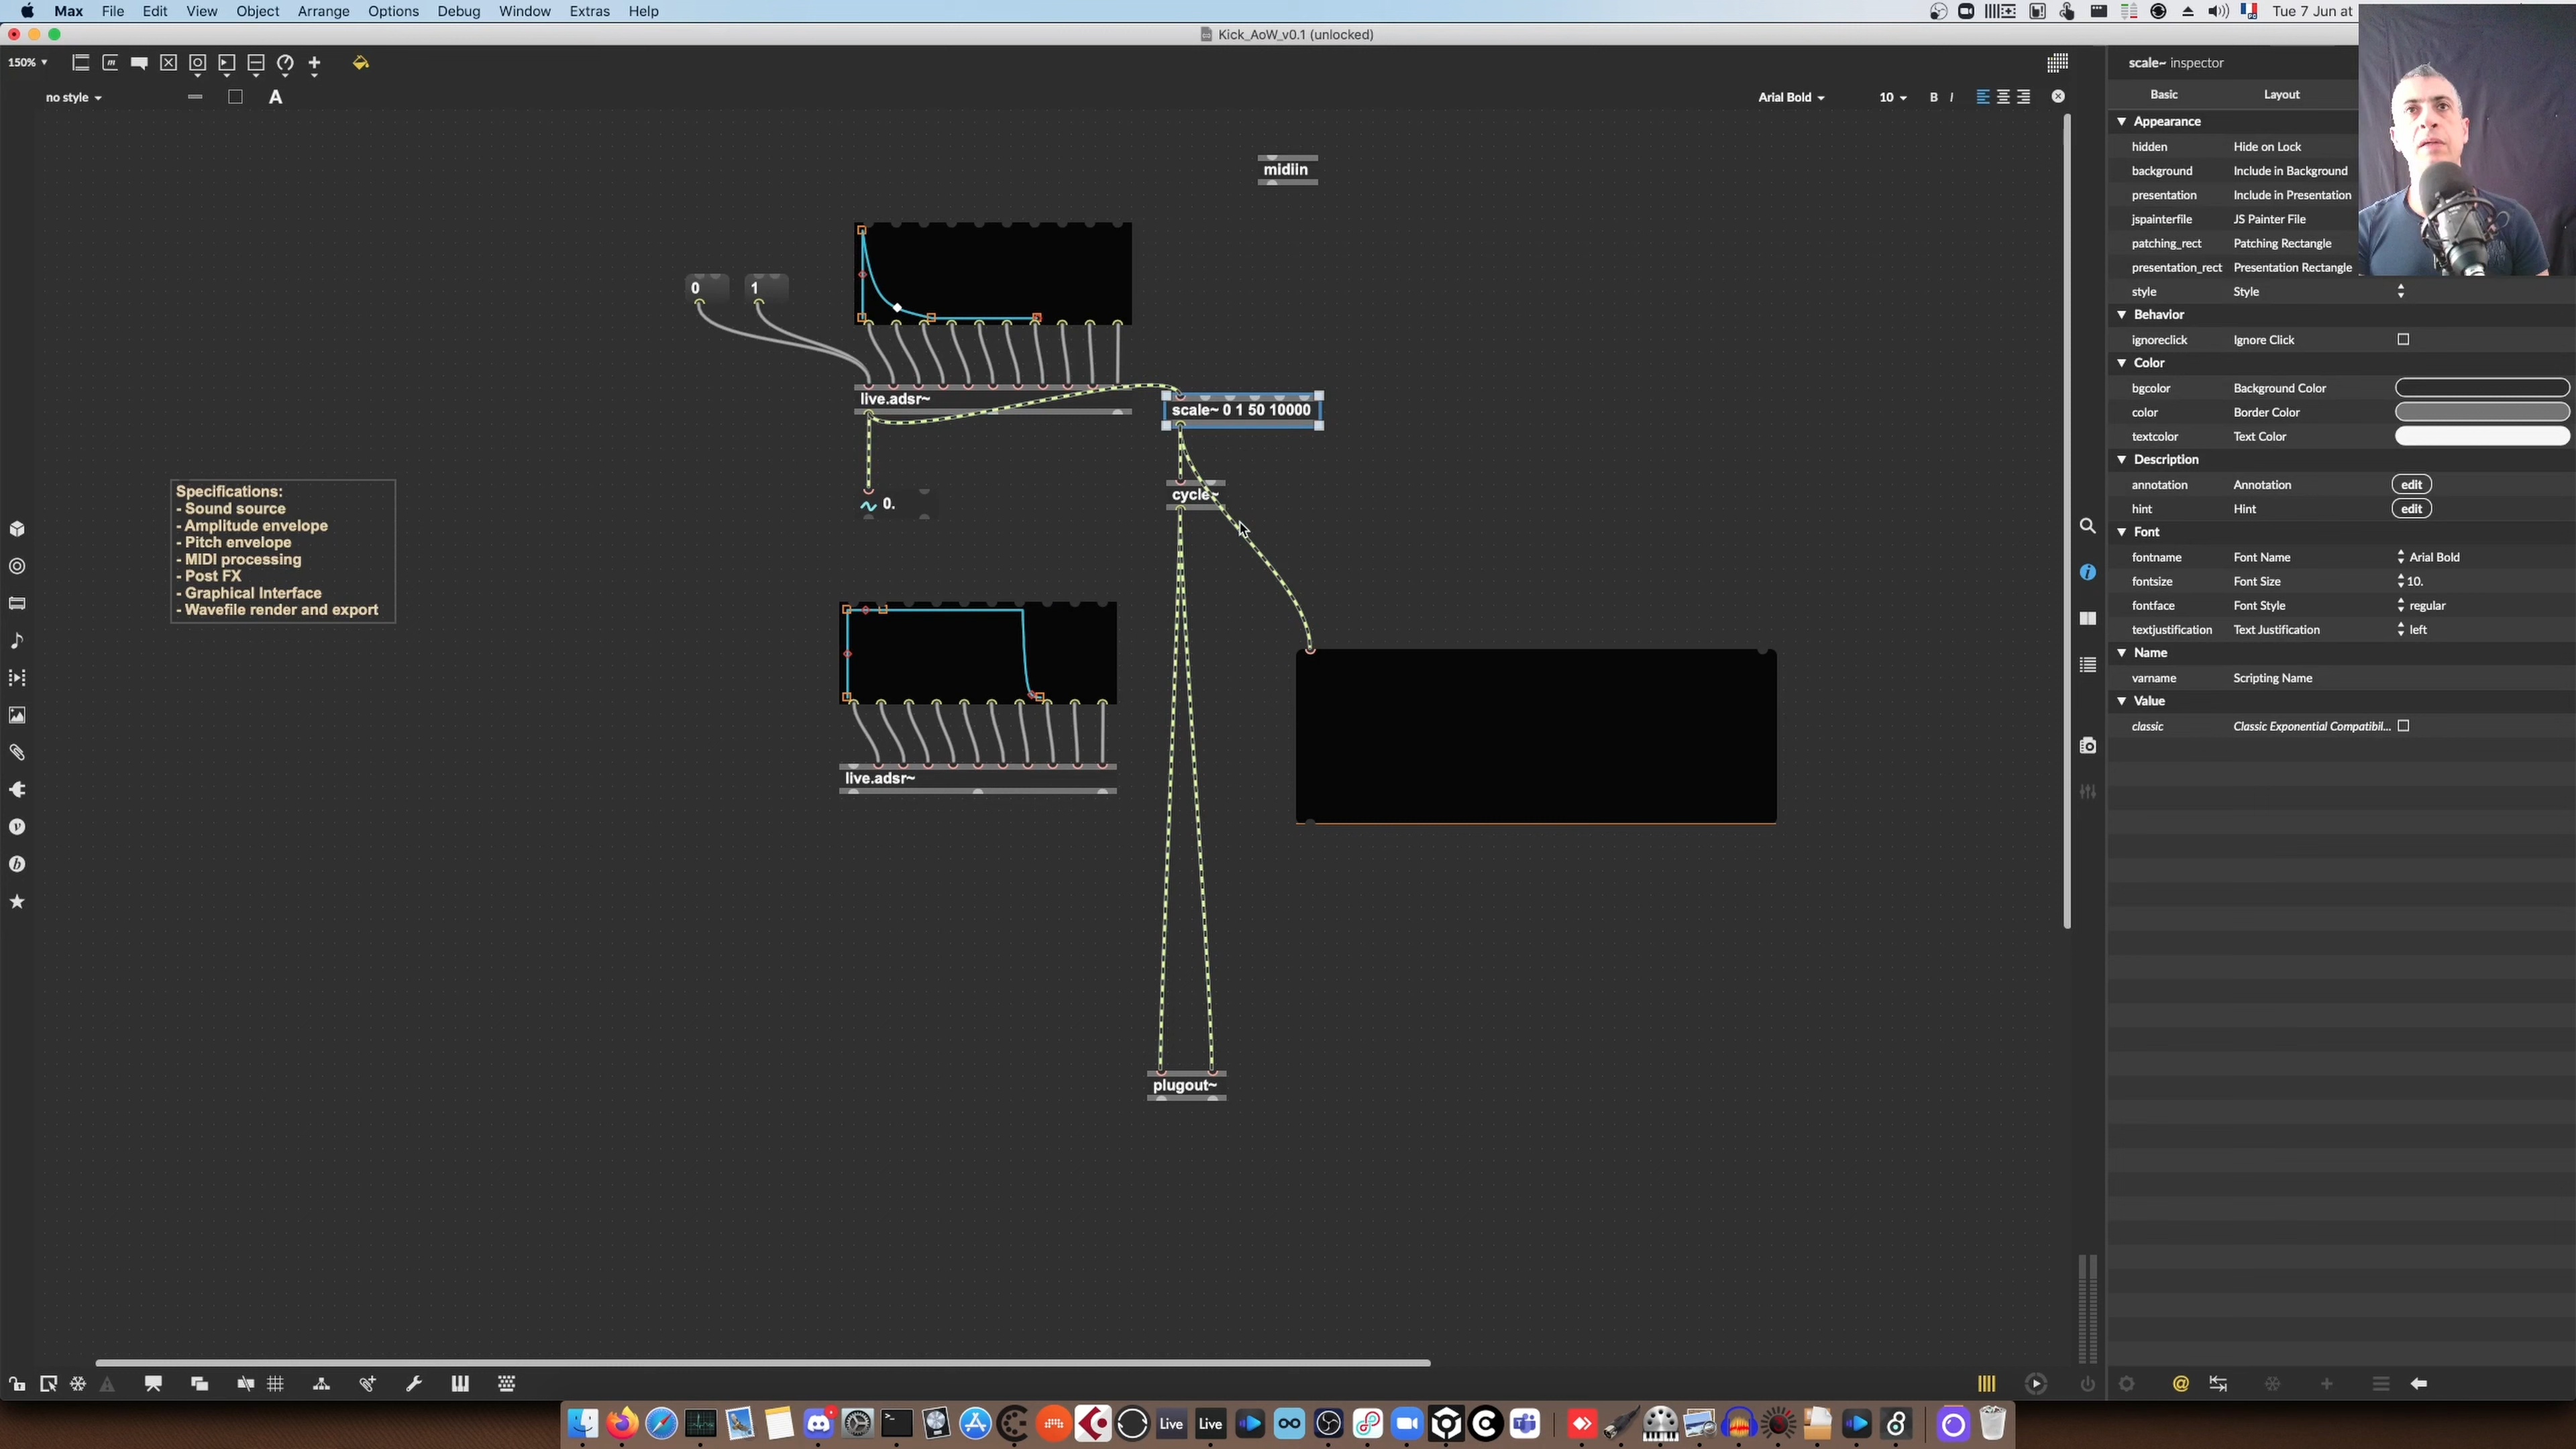 Max File Edit View Object Arrange Options Debug Window Extras Help
Tue 7 Jun at
Kick_AoW_v0.1 (unlocked)
150%
no style
A
Arial Bold
10
B I
midiin
0
1
live.adsr~
scale~ 0 1 50 10000
cycle~
0.
Specifications:
- Sound source
- Amplitude envelope
- Pitch envelope
- MIDI processing
- Post FX
- Graphical Interface
- Wavefile render and export
live.adsr~
plugout~
scale~ inspector
Basic Layout
Appearance
hidden Hide on Lock
background Include in Background
presentation Include in Presentation
jspainterfile JS Painter File
patching_rect Patching Rectangle
presentation_rect Presentation Rectangle
style Style
Behavior
ignoreclick Ignore Click
Color
bgcolor Background Color
color Border Color
textcolor Text Color
Description
annotation Annotation edit
hint Hint edit
Font
fontname Font Name Arial Bold
fontsize Font Size 10.
fontface Font Style regular
textjustification Text Justification left
Name
varname Scripting Name
Value
classic Classic Exponential Compatibil...
Live Live